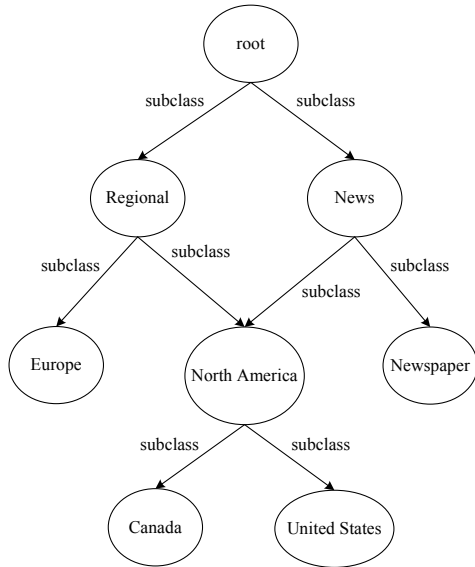 root
subclass
subclass
Regional
News
subclass
subclass
subclass
subclass
Europe
North America
Newspaper
subclass
subclass
Canada
United States